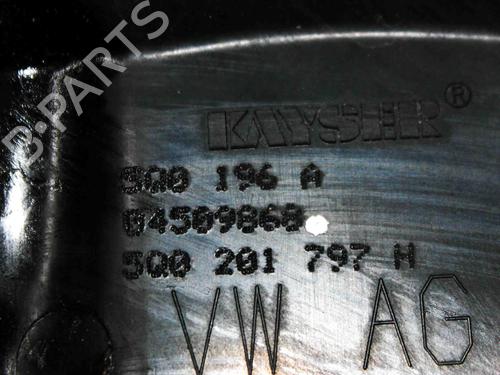 B-PARTS
KAYSER®
5Q0 196 A
04509868
5Q0 201 797 H
VW AG